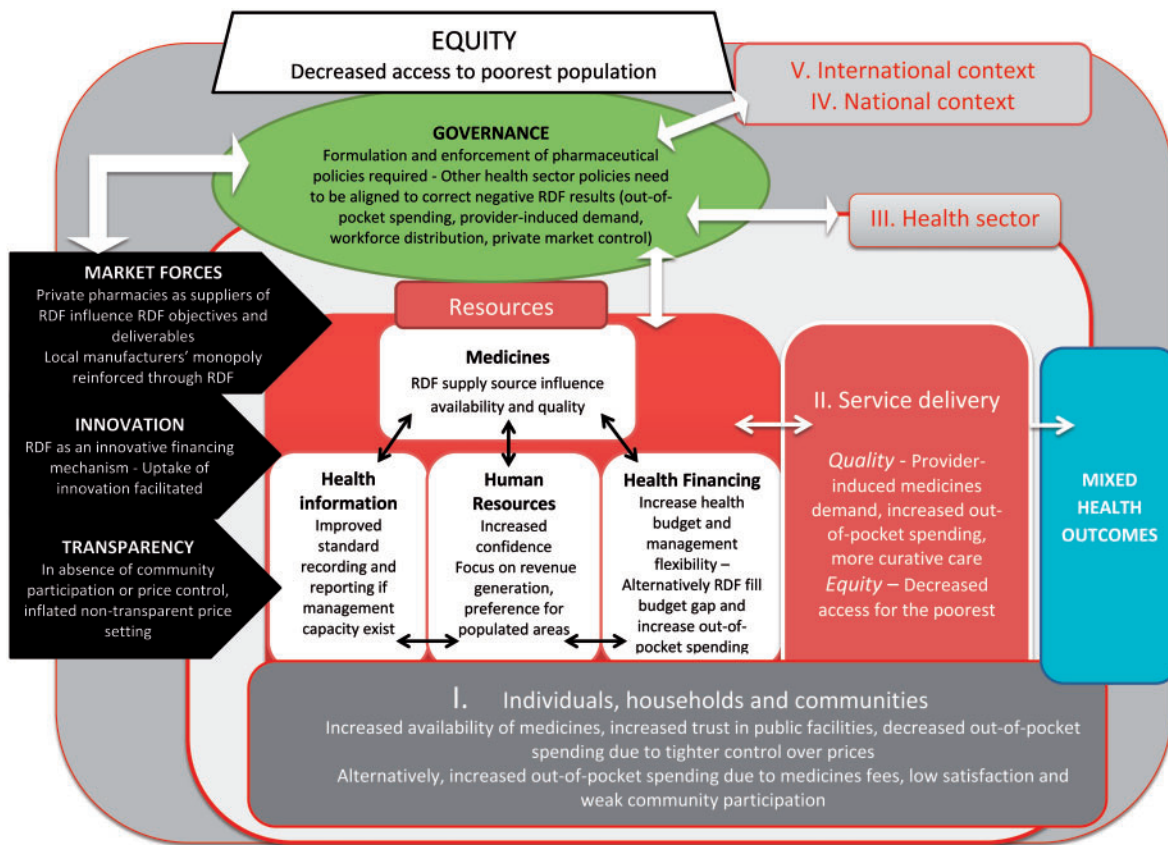 EQUITY
Decreased access to poorest population
V. International context
IV. National context
GOVERNANCE
Formulation and enforcement of pharmaceutical
policies required - Other health sector policies need
to be aligned to correct negative RDF results (out-of-
pocket spending, provider-induced demand,
workforce distribution, private market control)
III. Health sector
MARKET FORCES
Private pharmacies as suppliers of
RDF influence RDF objectives and
deliverables
Local manufacturers’ monopoly
reinforced through RDF
INNOVATION
RDF as an innovative financing
mechanism - Uptake of
innovation facilitated
TRANSPARENCY
In absence of community
participation or price control,
inflated non-transparent price
setting
Resources
Medicines
RDF supply source influence
availability and quality
Health
information
Improved
standard
recording and
reporting if
management
capacity exist
Human
Resources
Increased
confidence
Focus on revenue
generation,
preference for
populated areas
Health Financing
Increase health
budget and
management
flexibility –
Alternatively RDF fill
budget gap and
increase out-of-
pocket spending
II. Service delivery
Quality - Provider-
induced medicines
demand, increased out-
of-pocket spending,
more curative care
Equity – Decreased
access for the poorest
MIXED
HEALTH
OUTCOMES
I. Individuals, households and communities
Increased availability of medicines, increased trust in public facilities, decreased out-of-pocket
spending due to tighter control over prices
Alternatively, increased out-of-pocket spending due to medicines fees, low satisfaction and
weak community participation